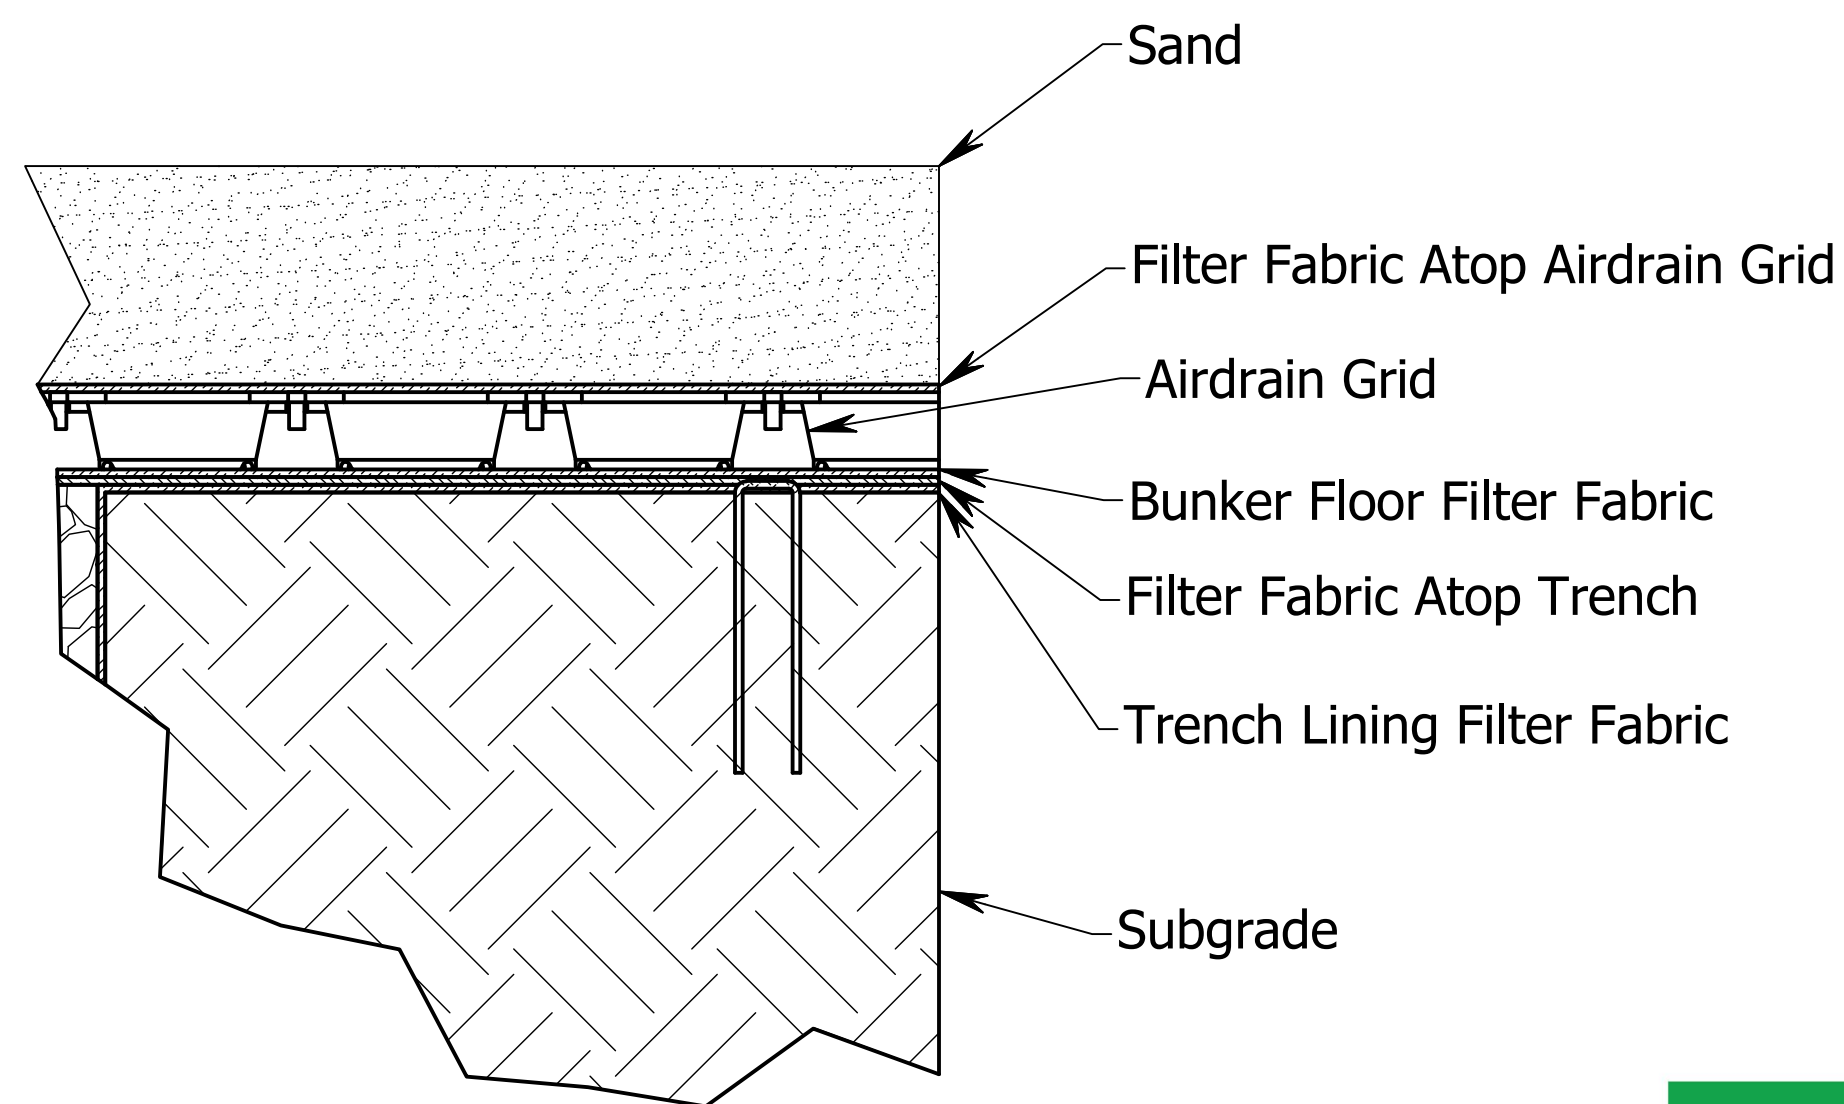 Sand
Filter Fabric Atop Airdrain Grid
Airdrain Grid
Bunker Floor Filter Fabric
Filter Fabric Atop Trench
Trench Lining Filter Fabric
Subgrade